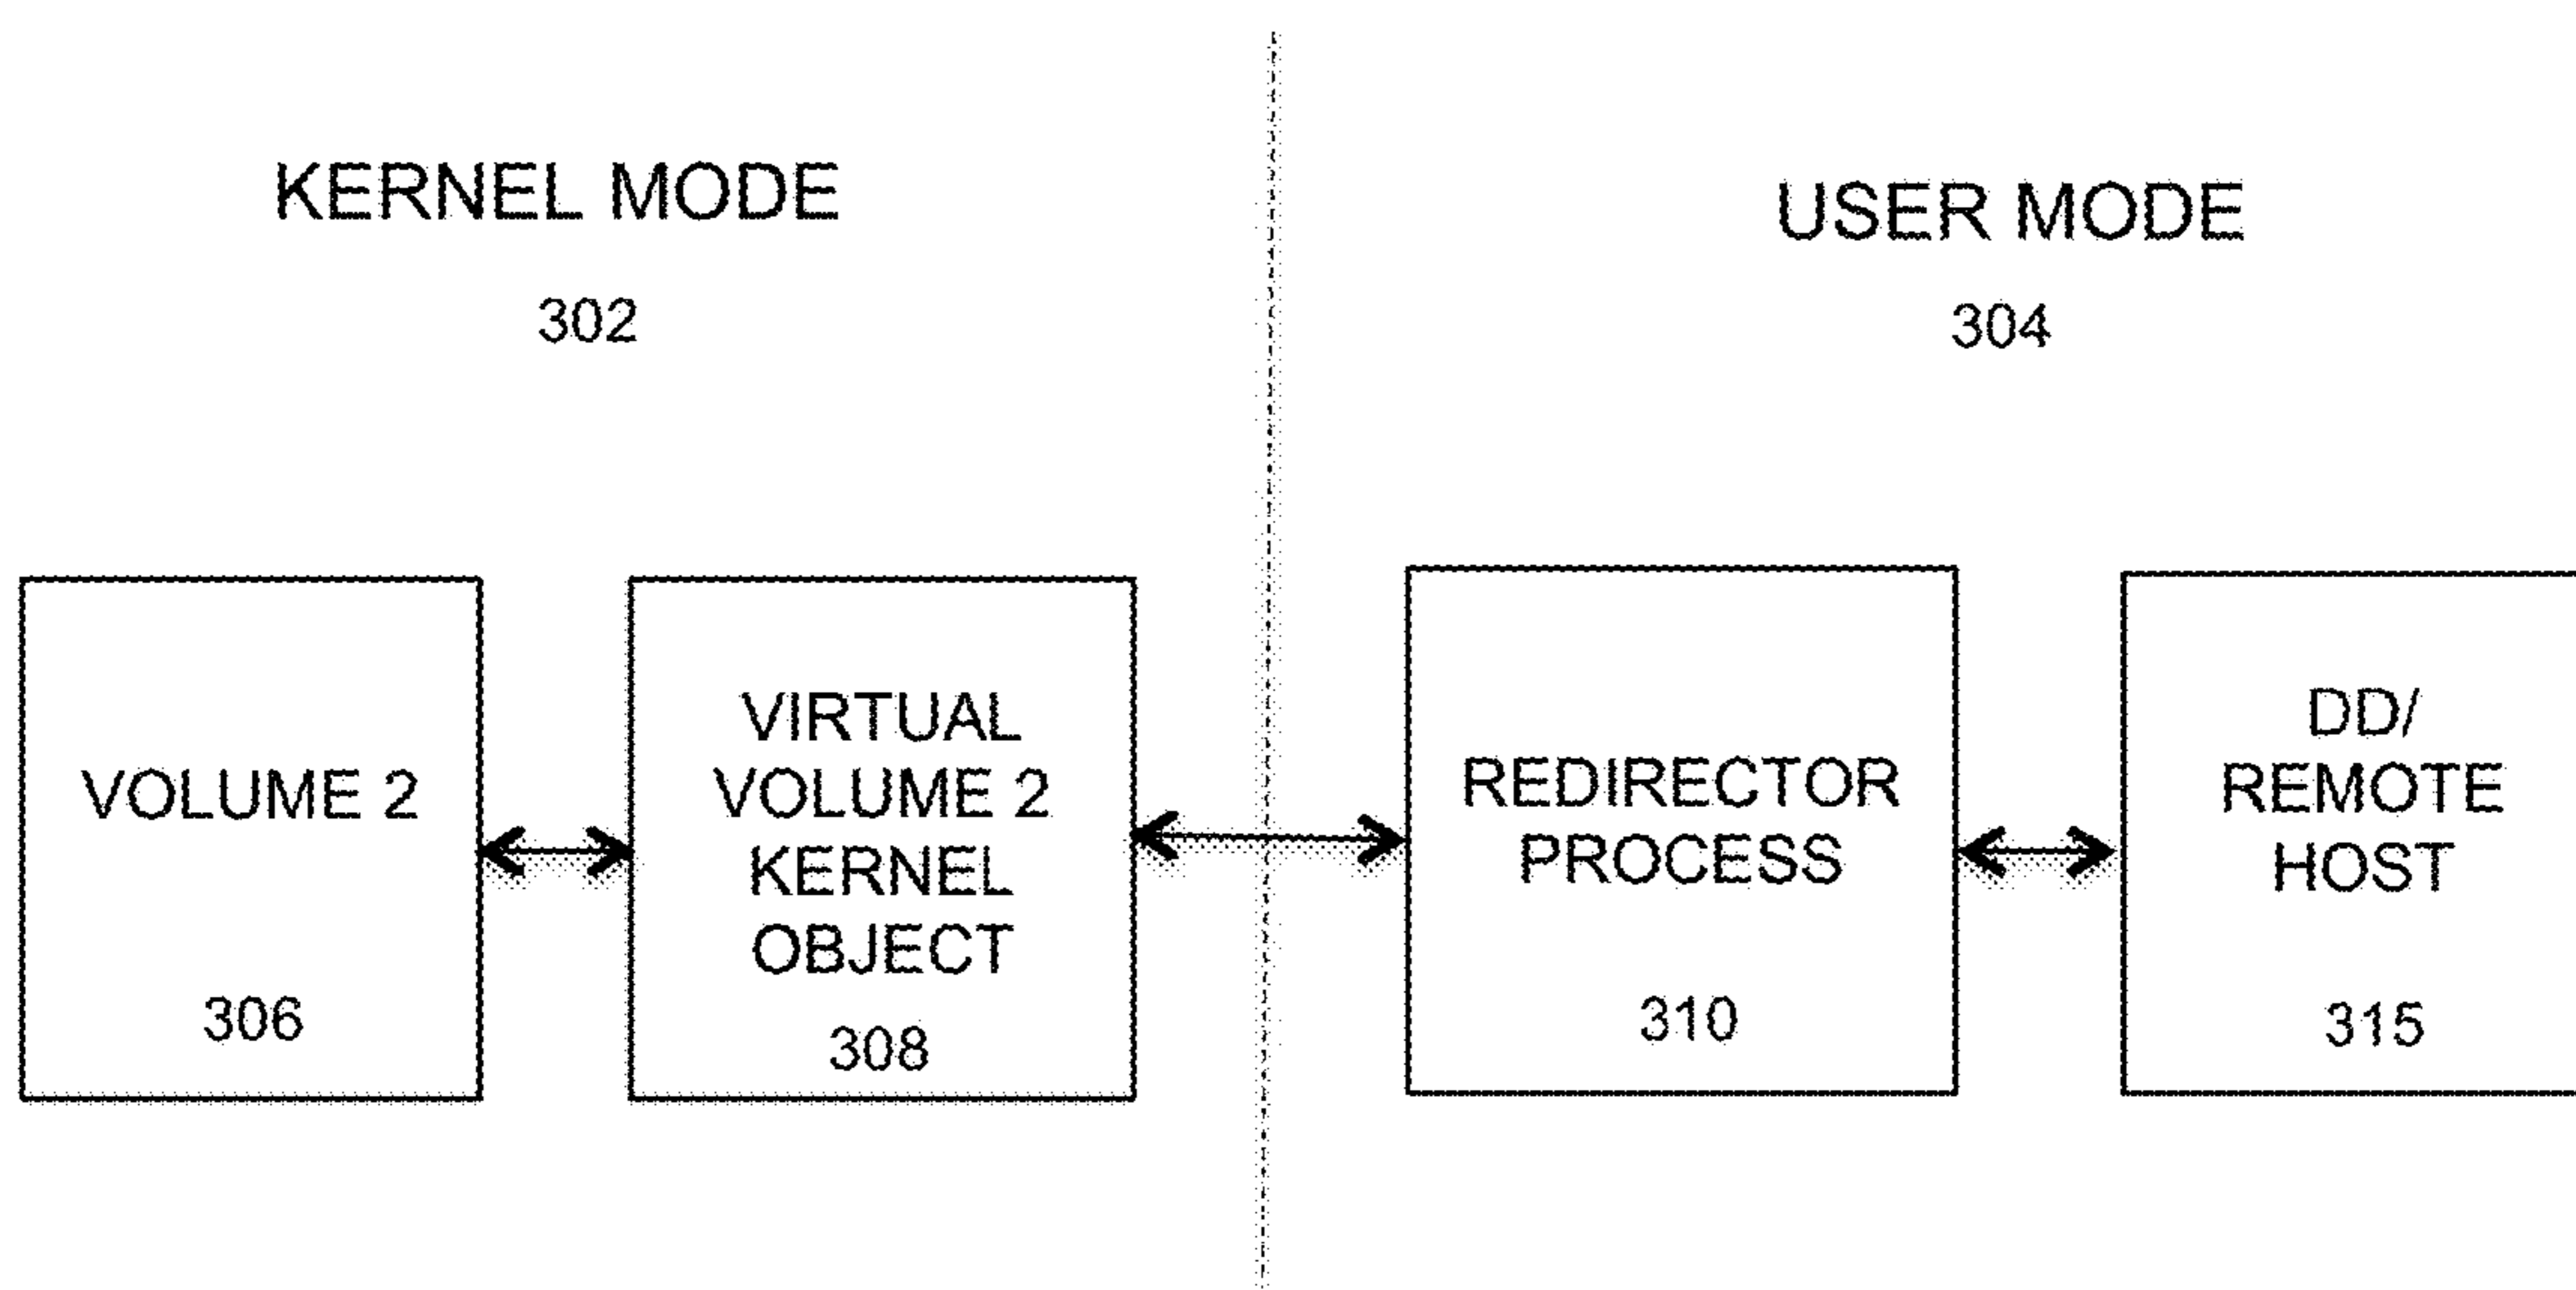 KERNEL MODE
302
USER MODE
304
VOLUME 2
306
VIRTUAL
VOLUME 2
KERNEL
OBJECT
308
REDIRECTOR
PROCESS
310
DD/
REMOTE
HOST
315